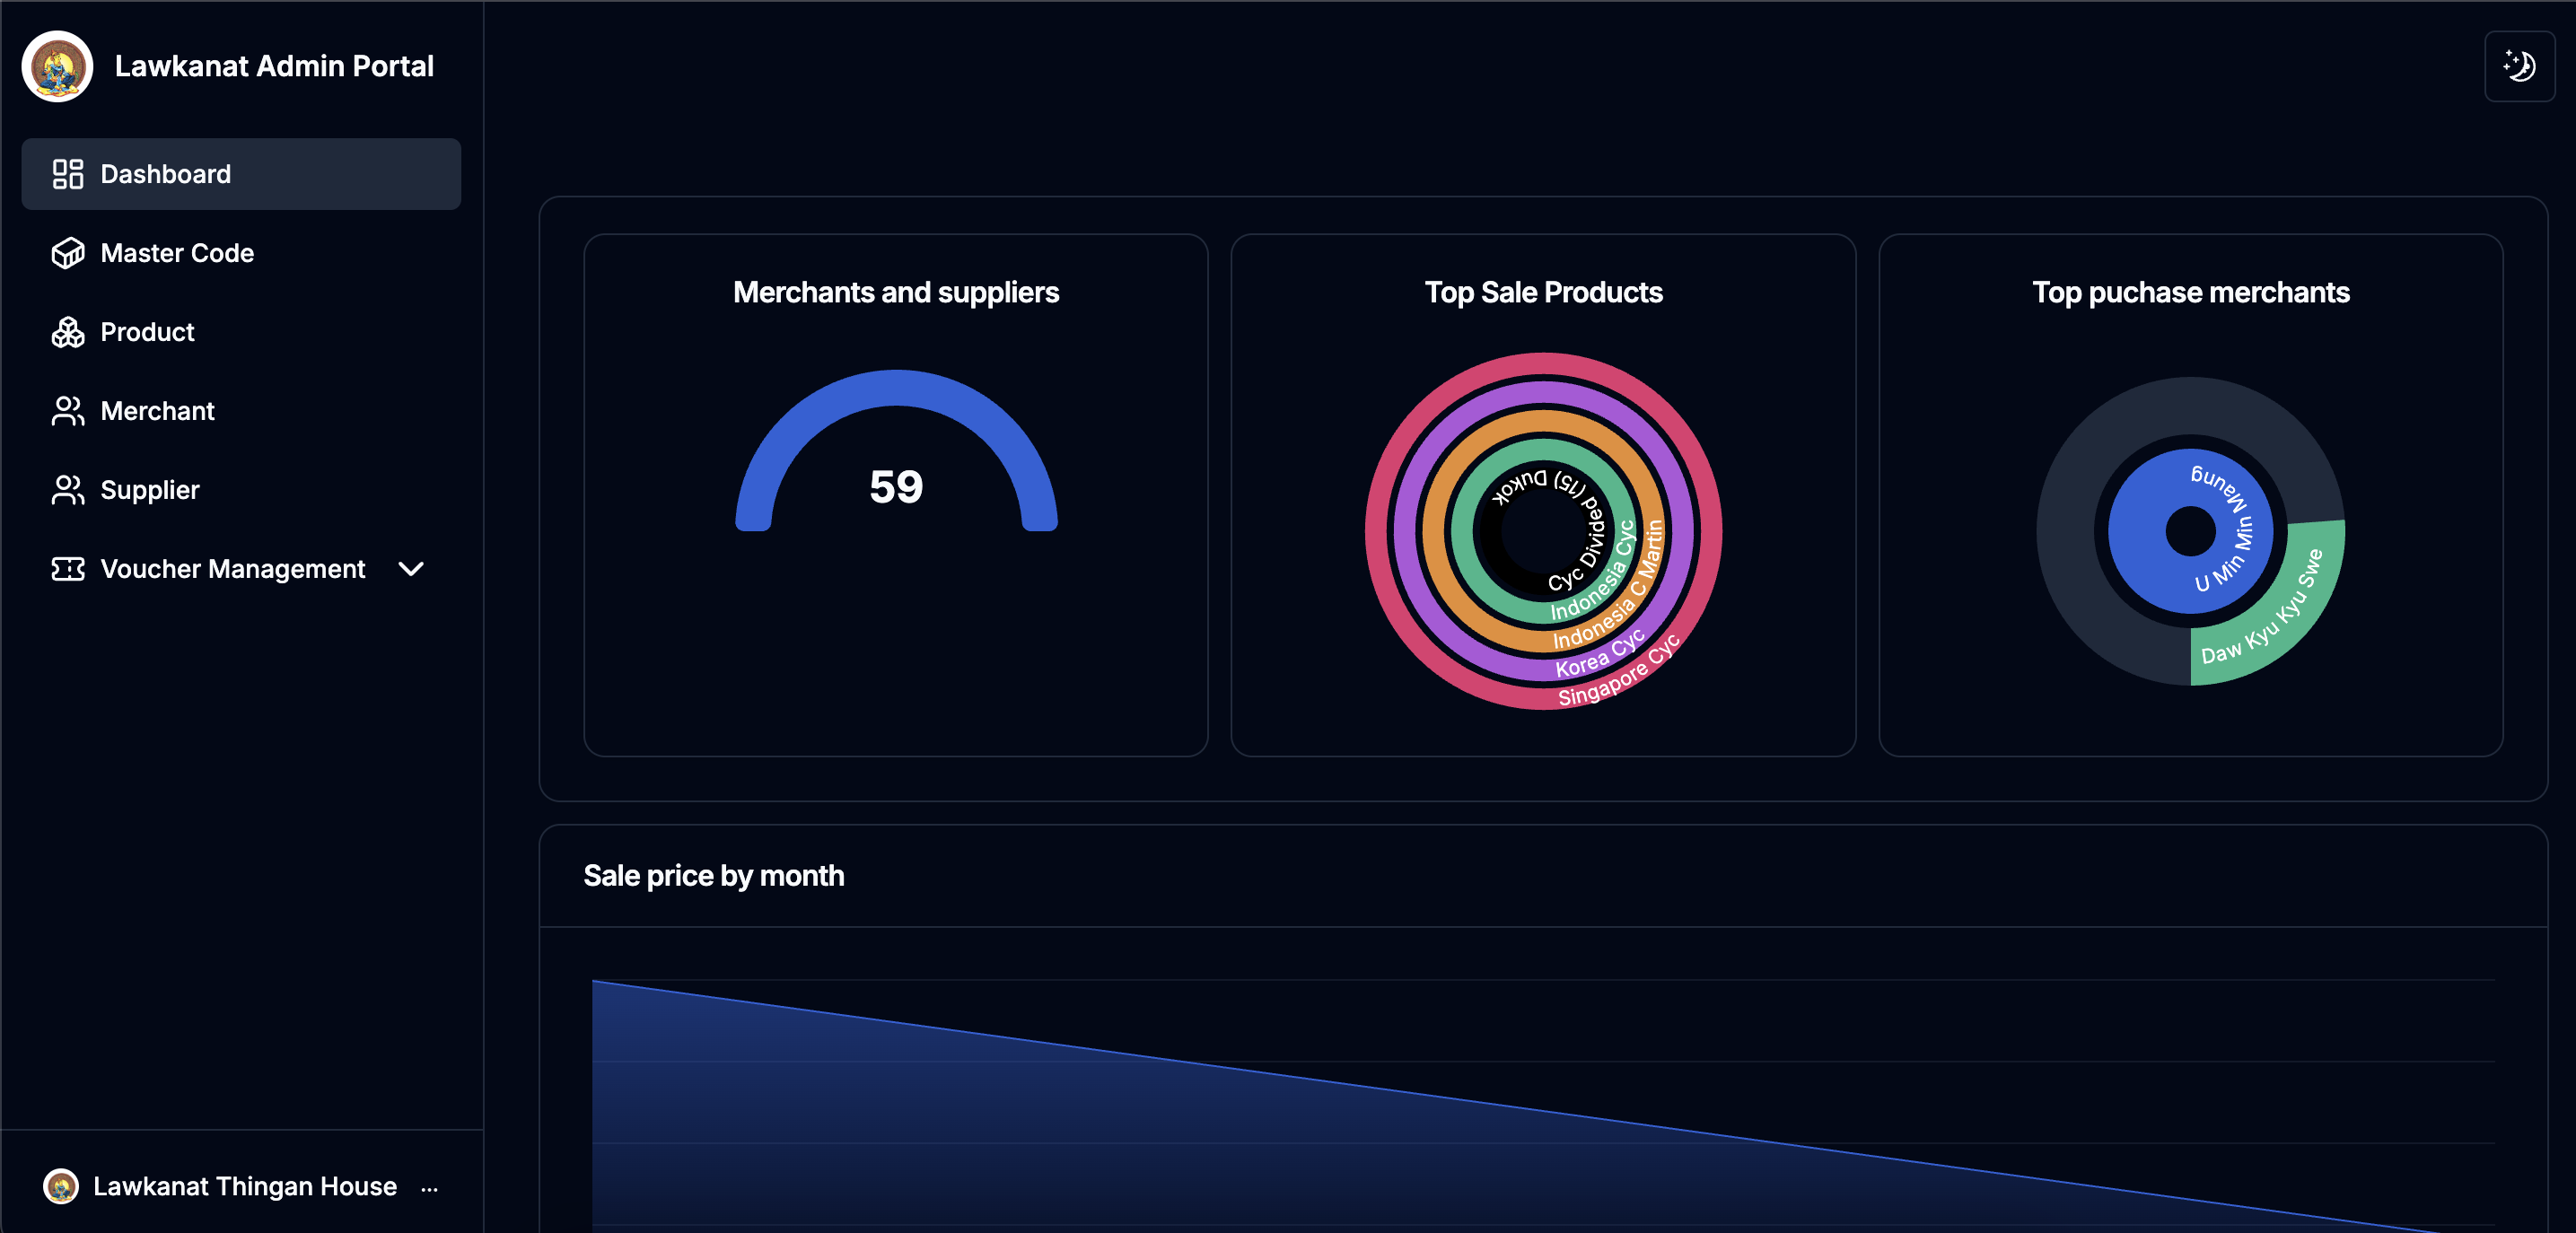 Lawkanat Admin Portal
Dashboard
Master Code
Product
Merchant
Supplier
Voucher Management
Lawkanat Thingan House ...
Merchants and suppliers
59
Top Sale Products
Cyc Divided (15) Dukok
Indonesia Cyc
Indonesia C Martin
Korea Cyc
Singapore Cyc
Top puchase merchants
U Min Min Maung
Daw Kyu Kyu Swe
Sale price by month